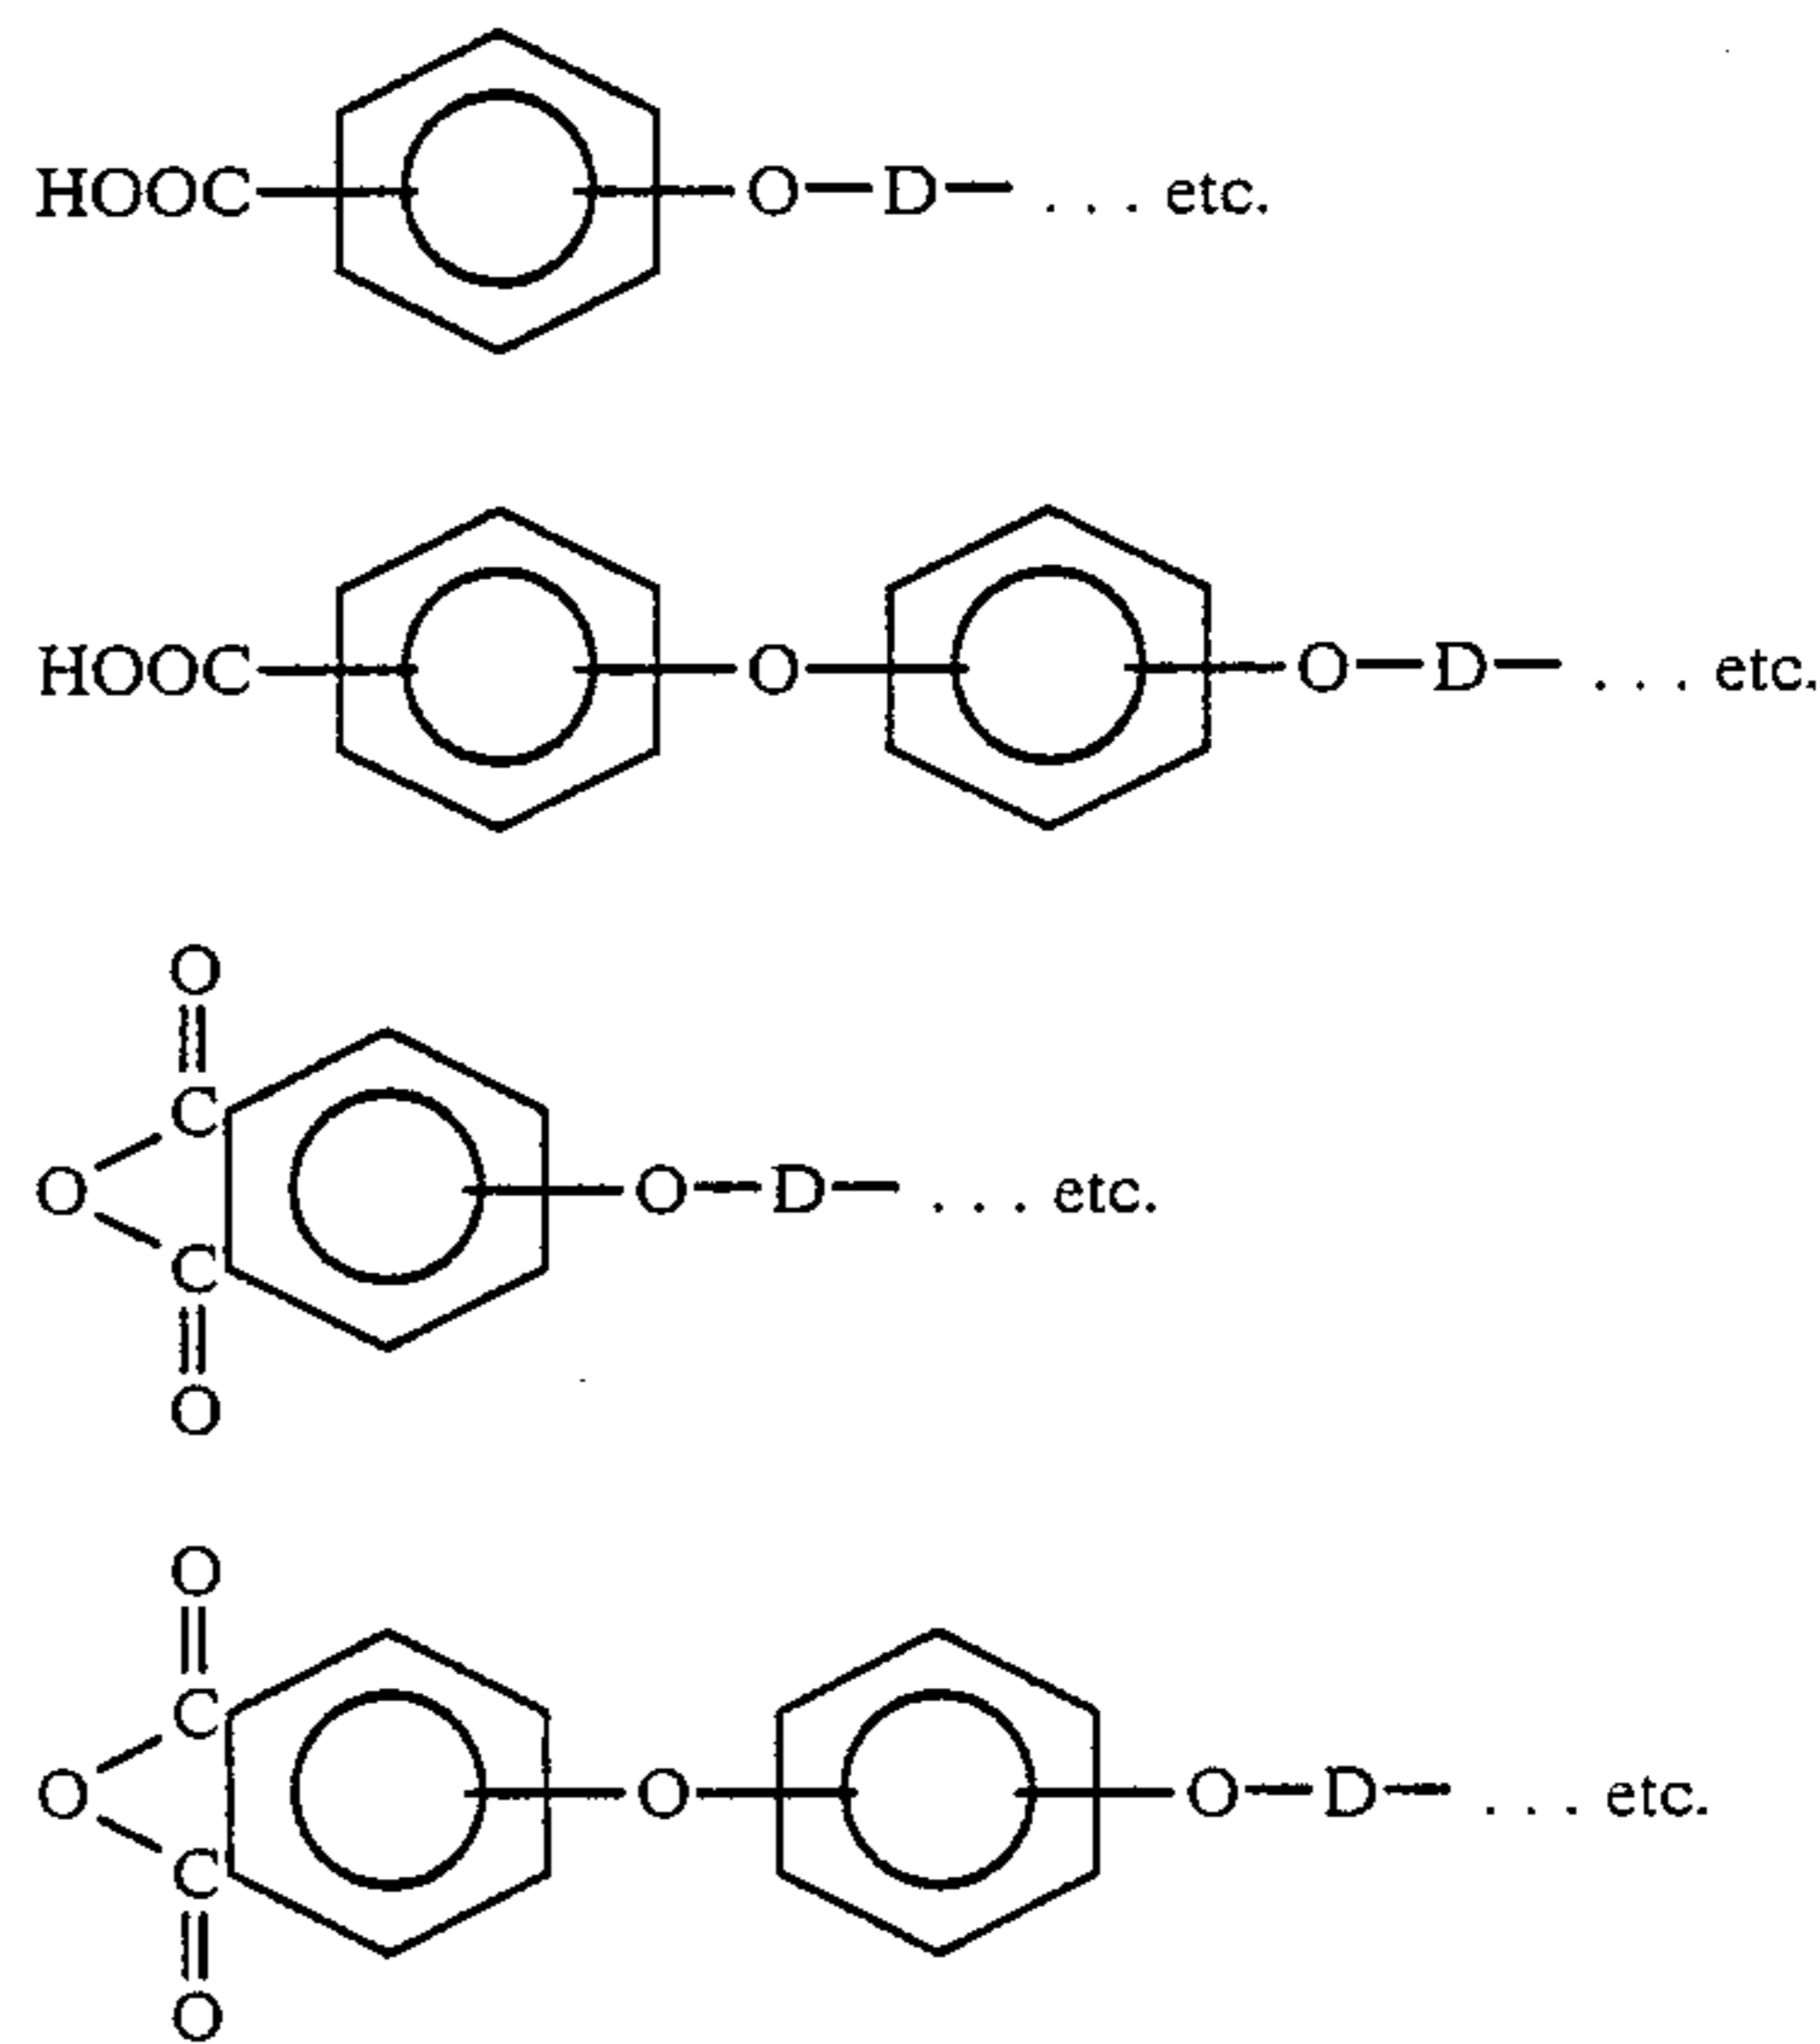 HOOC O D . . . etc.
HOOC O O D . . . etc.
O
C
O O D . . . etc.
C
O
O
C
O O O D . . . etc.
C
O